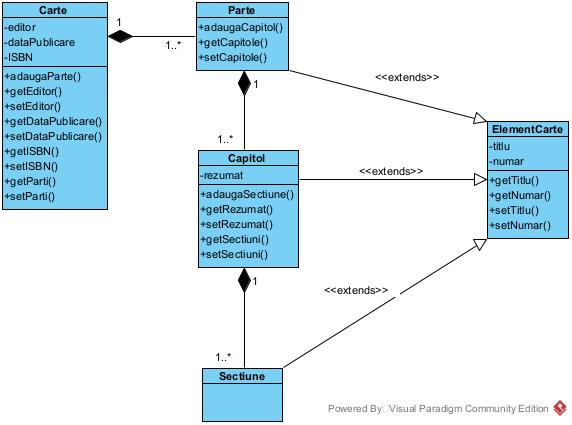 Carte
-editor
-dataPublicare
-ISBN
+adaugaParte()
+getEditor()
+setEditor()
+getDataPublicare()
+setDataPublicare()
+getISBN()
+setISBN()
+getParti()
+setParti()
1
1..*
Parte
+adaugaCapitol()
+getCapitole()
+setCapitole()
1
1..*
<<extends>>
Capitol
-rezumat
+adaugaSectiune()
+getRezumat()
+setRezumat()
+getSectiuni()
+setSectiuni()
<<extends>>
ElementCarte
-titlu
-numar
+getTitlu()
+getNumar()
+setTitlu()
+setNumar()
1
1..*
<<extends>>
Sectiune
Powered By Visual Paradigm Community Edition